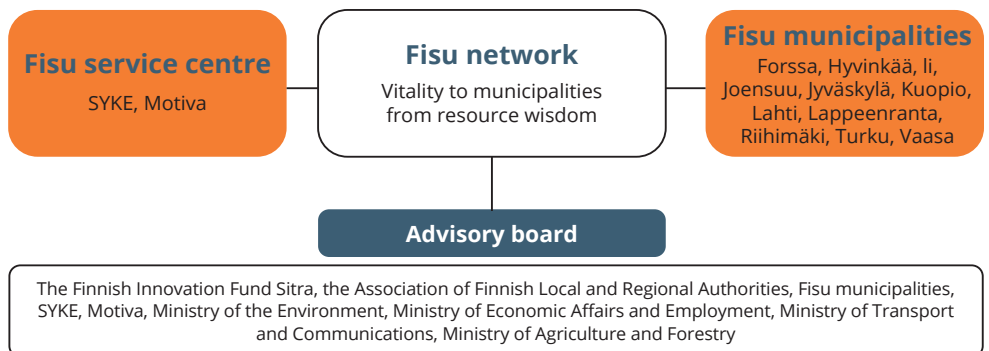 Fisu service centre
SYKE, Motiva
Fisu network
Vitality to municipalities
from resource wisdom
Fisu municipalities
Forssa, Hyvinkää, Ii,
Joensuu, Jyväskylä, Kuopio,
Lahti, Lappeenranta,
Riihimäki, Turku, Vaasa
Advisory board
The Finnish Innovation Fund Sitra, the Association of Finnish Local and Regional Authorities, Fisu municipalities,
SYKE, Motiva, Ministry of the Environment, Ministry of Economic Affairs and Employment, Ministry of Transport
and Communications, Ministry of Agriculture and Forestry